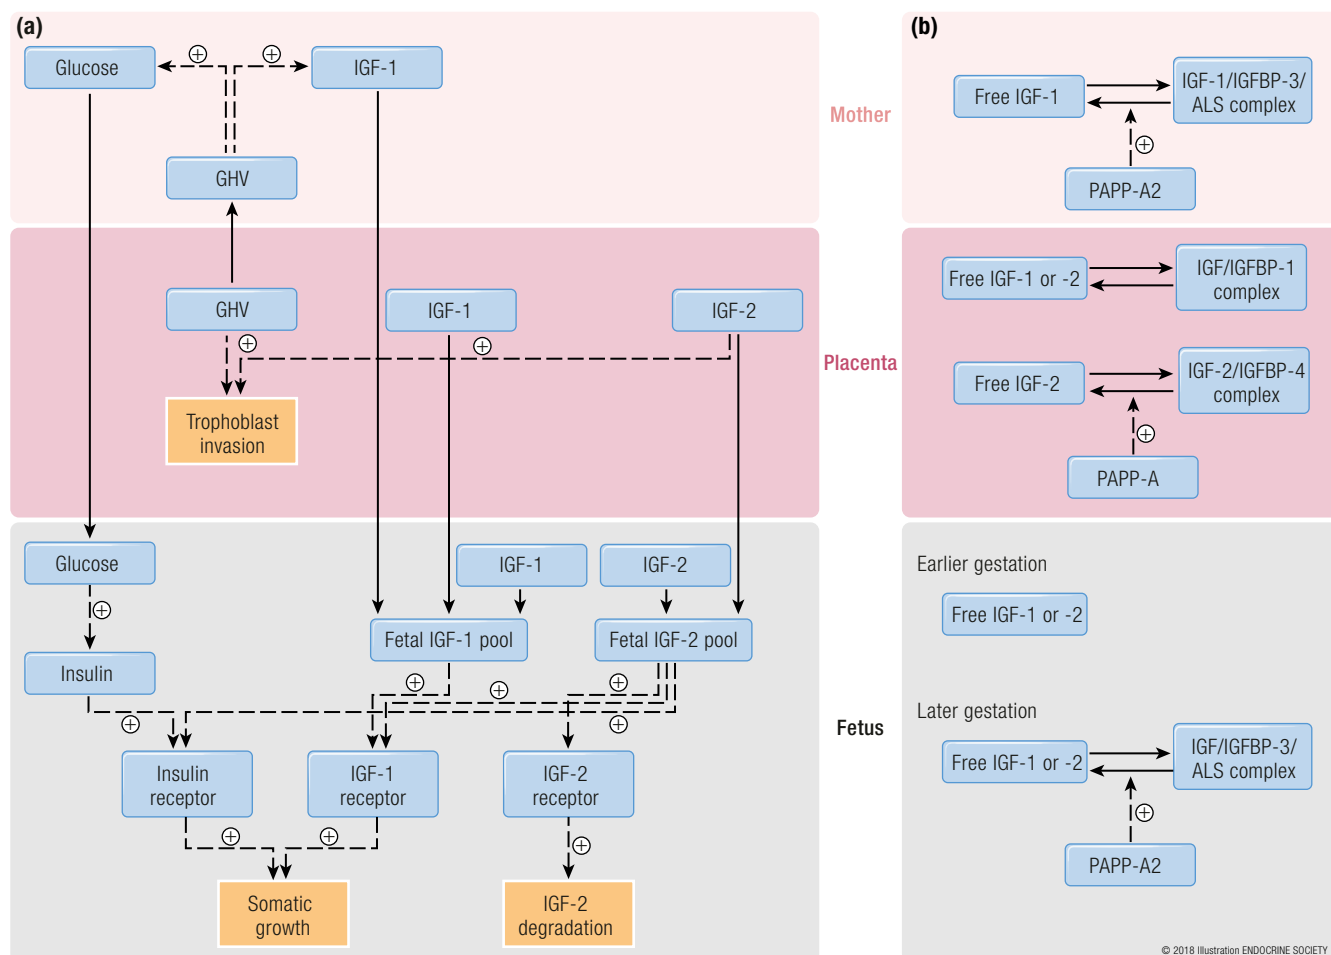 (a)
Glucose
+
+
IGF-1
GHV
Mother
GHV
IGF-1
IGF-2
+
+
Trophoblast
invasion
Placenta
Glucose
+
Insulin
IGF-1
IGF-2
Fetal IGF-1 pool
Fetal IGF-2 pool
+
+
+
+
+
Insulin
receptor
IGF-1
receptor
IGF-2
receptor
+
+
+
Somatic
growth
IGF-2
degradation
Fetus
(b)
Free IGF-1
IGF-1/IGFBP-3/
ALS complex
+
PAPP-A2
Free IGF-1 or -2
IGF/IGFBP-1
complex
Free IGF-2
IGF-2/IGFBP-4
complex
+
PAPP-A
Earlier gestation
Free IGF-1 or -2
Later gestation
Free IGF-1 or -2
IGF/IGFBP-3/
ALS complex
+
PAPP-A2
© 2018 Illustration ENDOCRINE SOCIETY